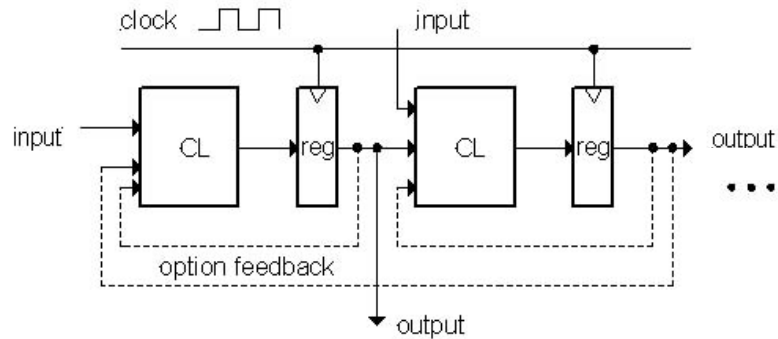 clock
input
input
CL
reg
CL
reg
output
option feedback
output